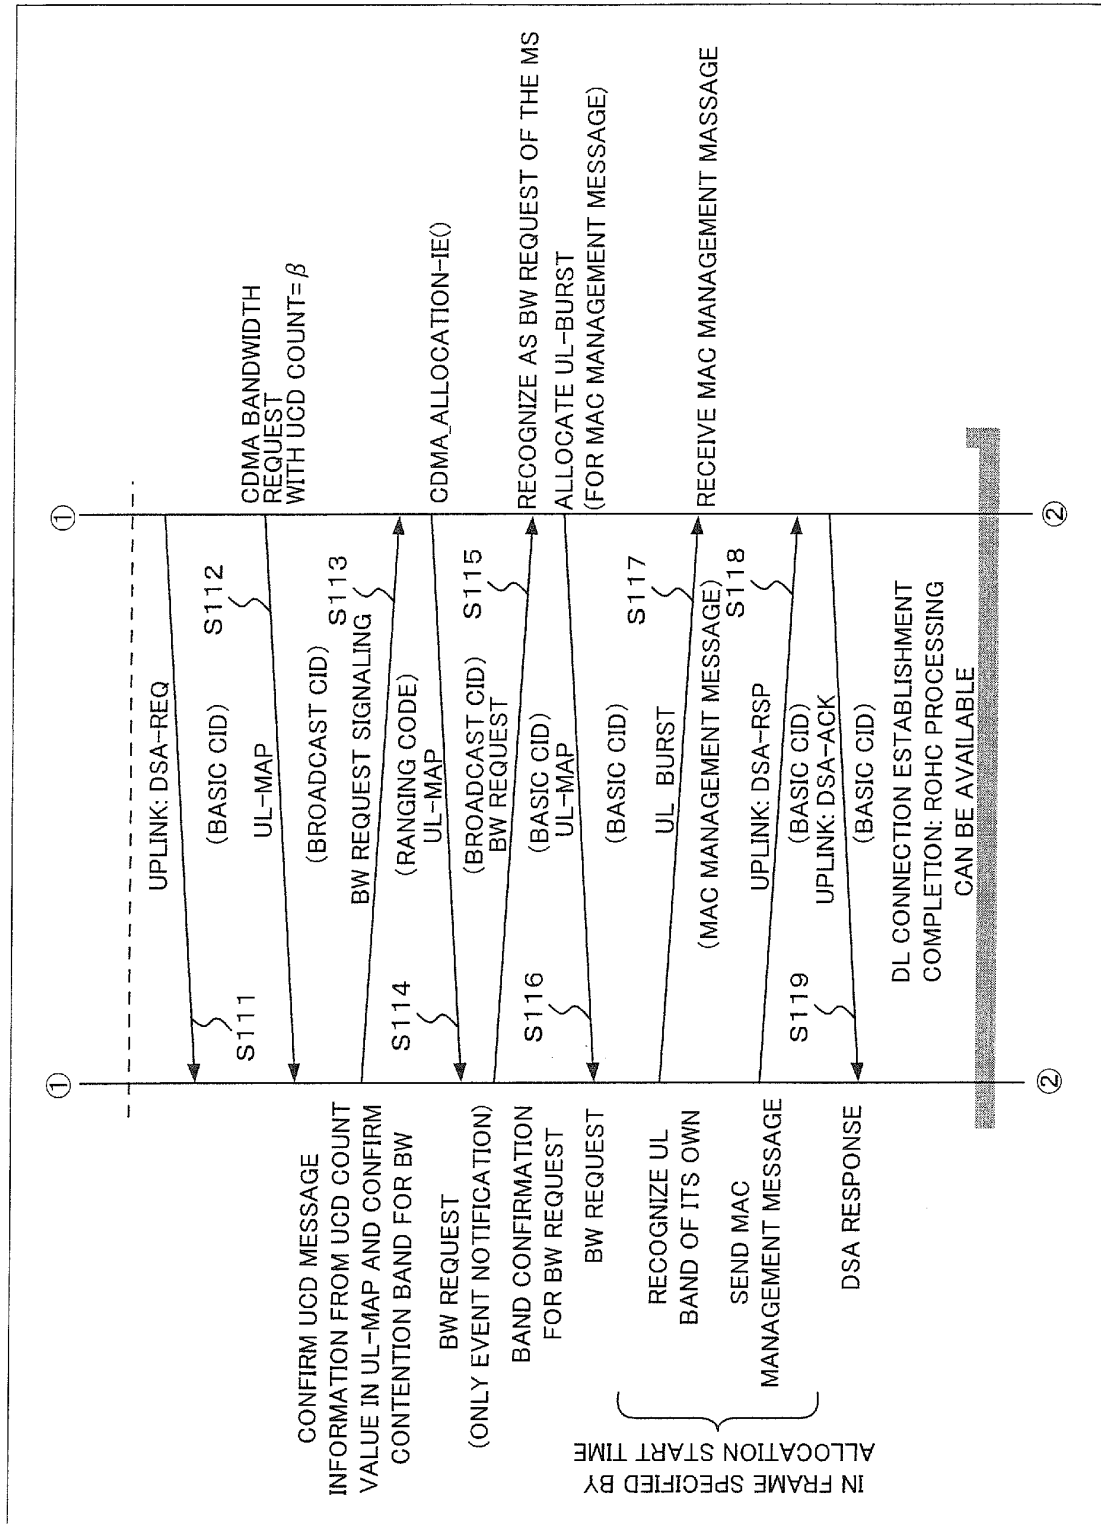 ①
①
UPLINK: DSA-REQ
S111
(BASIC CID)
S112
CDMA BANDWIDTH
REQUEST
WITH UCD COUNT=β
UL-MAP
(BROADCAST CID)
CONFIRM UCD MESSAGE
INFORMATION FROM UCD COUNT
VALUE IN UL-MAP AND CONFIRM
CONTENTION BAND FOR BW
BW REQUEST SIGNALING
S113
(RANGING CODE)
S114
UL-MAP
CDMA_ALLOCATION-IE()
(BROADCAST CID)
BW REQUEST
(ONLY EVENT NOTIFICATION)
BW REQUEST
S115
RECOGNIZE AS BW REQUEST OF THE MS
BAND CONFIRMATION
FOR BW REQUEST
(BASIC CID)
S116
UL-MAP
ALLOCATE UL-BURST
(FOR MAC MANAGEMENT MESSAGE)
BW REQUEST
(BASIC CID)
RECOGNIZE UL
BAND OF ITS OWN
UL BURST
S117
(MAC MANAGEMENT MESSAGE)
RECEIVE MAC MANAGEMENT MASSAGE
SEND MAC
MANAGEMENT MESSAGE
IN FRAME SPECIFIED BY
ALLOCATION START TIME
UPLINK: DSA-RSP
S118
(BASIC CID)
S119
UPLINK: DSA-ACK
(BASIC CID)
DSA RESPONSE
DL CONNECTION ESTABLISHMENT
COMPLETION: ROHC PROCESSING
CAN BE AVAILABLE
②
②